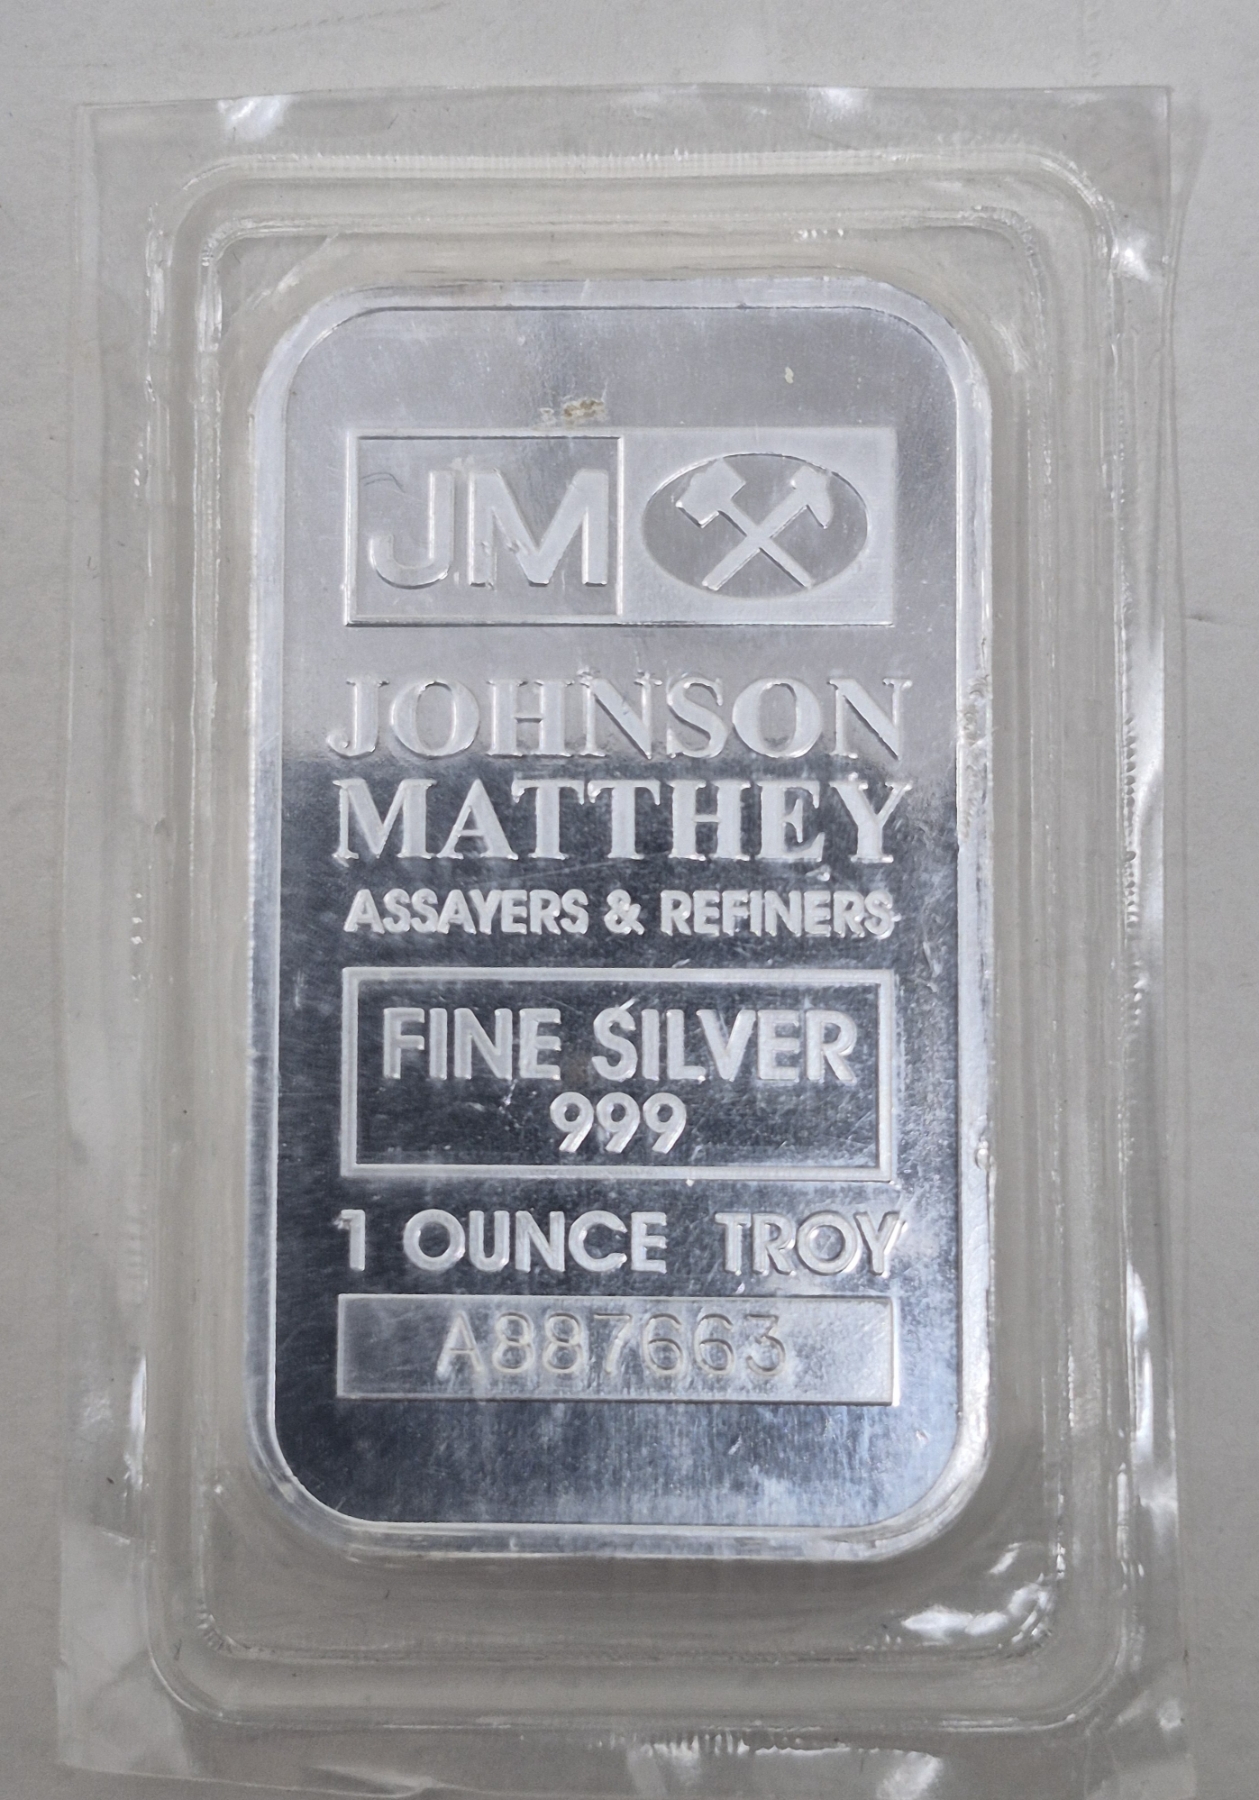 JM
JOHNSON
MATTHEY
ASSAYERS & REFINERS
FINE SILVER
999
1 OUNCE TROY
A887663